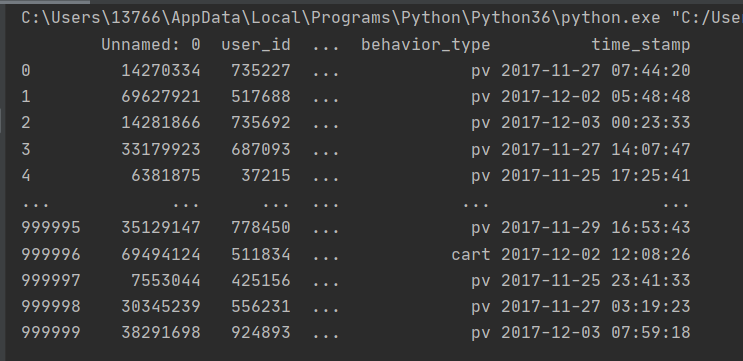 C:\Users\13766\AppData\Local\Programs\Python\Python36\python.exe "C:/Use
Unnamed: 0 user_id ... behavior_type time_stamp
0 14270334 735227 ... pv 2017-11-27 07:44:20
1 69627921 517688 ... pv 2017-12-02 05:48:48
2 14281866 735692 ... pv 2017-12-03 00:23:33
3 33179923 687093 ... pv 2017-11-27 14:07:47
4 6381875 37215 ... pv 2017-11-25 17:25:41
... ... ... ... ... ...
999995 35129147 778450 ... pv 2017-11-29 16:53:43
999996 69494124 511834 ... cart 2017-12-02 12:08:26
999997 7553044 425156 ... pv 2017-11-25 23:41:33
999998 30345239 556231 ... pv 2017-11-27 03:19:23
999999 38291698 924893 ... pv 2017-12-03 07:59:18